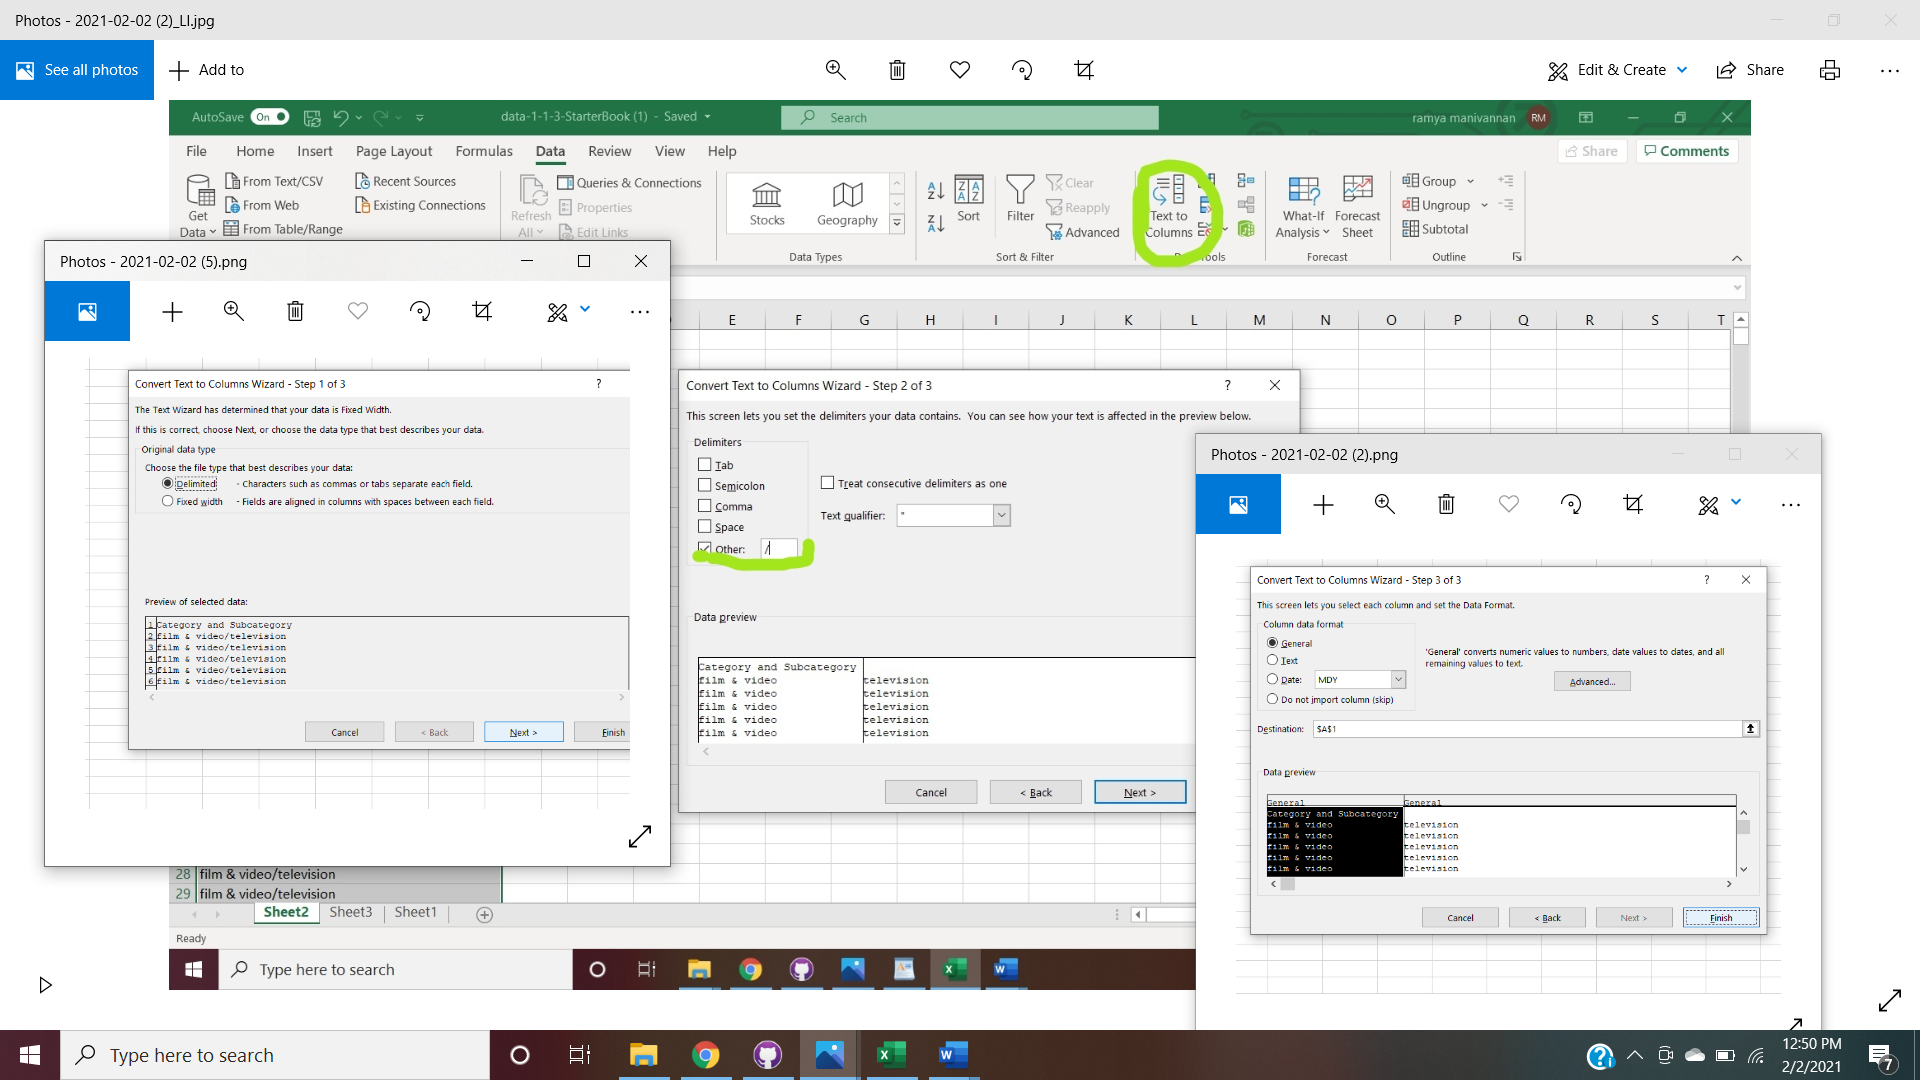 Photos - 2021-02-02 (2)_LI.jpg
See all photos
Add to
Edit & Create
Share
AutoSave On
data-1-1-3-StarterBook (1) - Saved
Search
ramya manivannan RM
File Home Insert Page Layout Formulas Data Review View Help
Share
Comments
Get Data
From Text/CSV
From Web
From Table/Range
Recent Sources
Existing Connections
Refresh All
Queries & Connections
Properties
Edit Links
Stocks
Geography
Data Types
Sort
Filter
Clear
Reapply
Advanced
Sort & Filter
Text to Columns
What-If Analysis
Forecast Sheet
Forecast
Group
Ungroup
Subtotal
Outline
E F G H I J K L M N O P Q R S T
Photos - 2021-02-02 (5).png
Convert Text to Columns Wizard - Step 1 of 3
?
The Text Wizard has determined that your data is Fixed Width.
If this is correct, choose Next, or choose the data type that best describes your data.
Original data type
Choose the file type that best describes your data:
Delimited - Characters such as commas or tabs separate each field.
Fixed width - Fields are aligned in columns with spaces between each field.
Preview of selected data:
1 Category and Subcategory
2 film & video/television
3 film & video/television
4 film & video/television
5 film & video/television
6 film & video/television
Cancel < Back Next > Finish
Convert Text to Columns Wizard - Step 2 of 3
?
This screen lets you set the delimiters your data contains. You can see how your text is affected in the preview below.
Delimiters
Tab
Semicolon
Comma
Space
Other: /
Treat consecutive delimiters as one
Text qualifier: "
Data preview
Category and Subcategory
film & video television
film & video television
film & video television
film & video television
film & video television
Cancel < Back Next >
Photos - 2021-02-02 (2).png
Convert Text to Columns Wizard - Step 3 of 3
?
This screen lets you select each column and set the Data Format.
Column data format
General
Text
Date: MDY
Do not import column (skip)
'General' converts numeric values to numbers, date values to dates, and all
remaining values to text.
Advanced...
Destination: $A$1
Data preview
General General
Category and Subcategory
film & video television
film & video television
film & video television
film & video television
film & video television
Cancel < Back Next > Finish
28 film & video/television
29 film & video/television
Sheet2 Sheet3 Sheet1
Ready
Type here to search
Type here to search
12:50 PM
2/2/2021
7